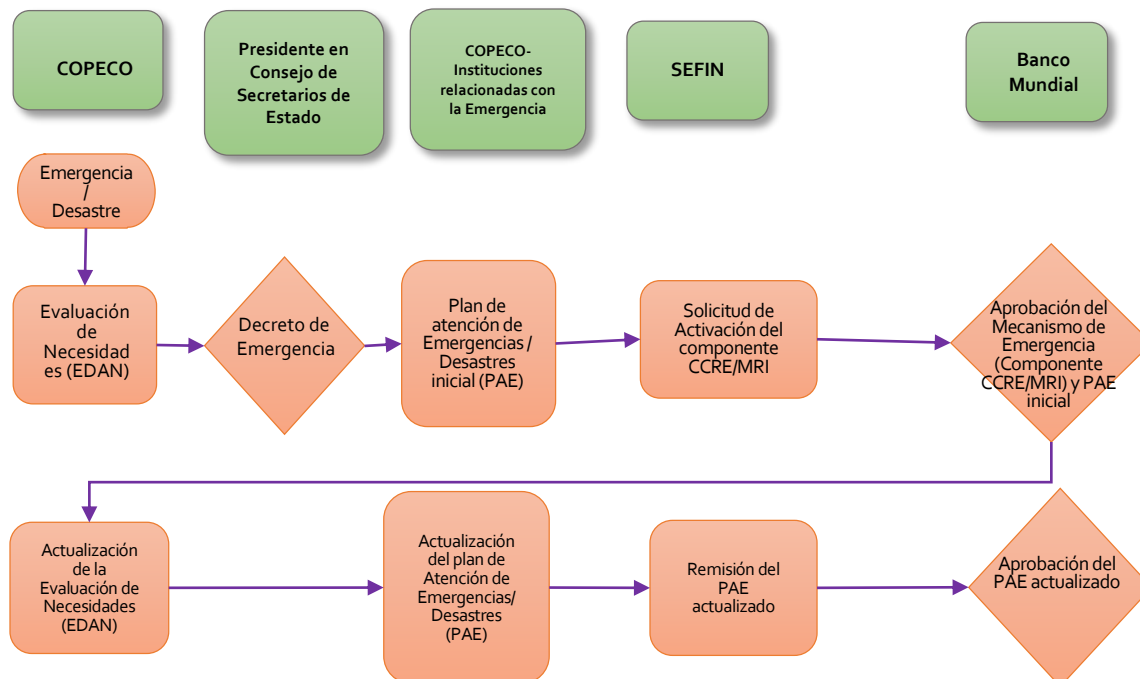 COPECO
Presidente en
Consejo de
Secretarios de
Estado
COPECO-
Instituciones
relacionadas con
la Emergencia
SEFIN
Banco
Mundial
Emergencia
/
Desastre
Evaluación
de
Necesidad
es (EDAN)
Decreto de
Emergencia
Plan de
atención de
Emergencias /
Desastres
inicial (PAE)
Solicitud de
Activación del
componente
CCRE/MRI
Aprobación del
Mecanismo de
Emergencia
(Componente
CCRE/MRI) y PAE
inicial
Actualización
de la
Evaluación de
Necesidades
(EDAN)
Actualización
del plan de
Atención de
Emergencias/
Desastres
(PAE)
Remisión del
PAE
actualizado
Aprobación del
PAE actualizado